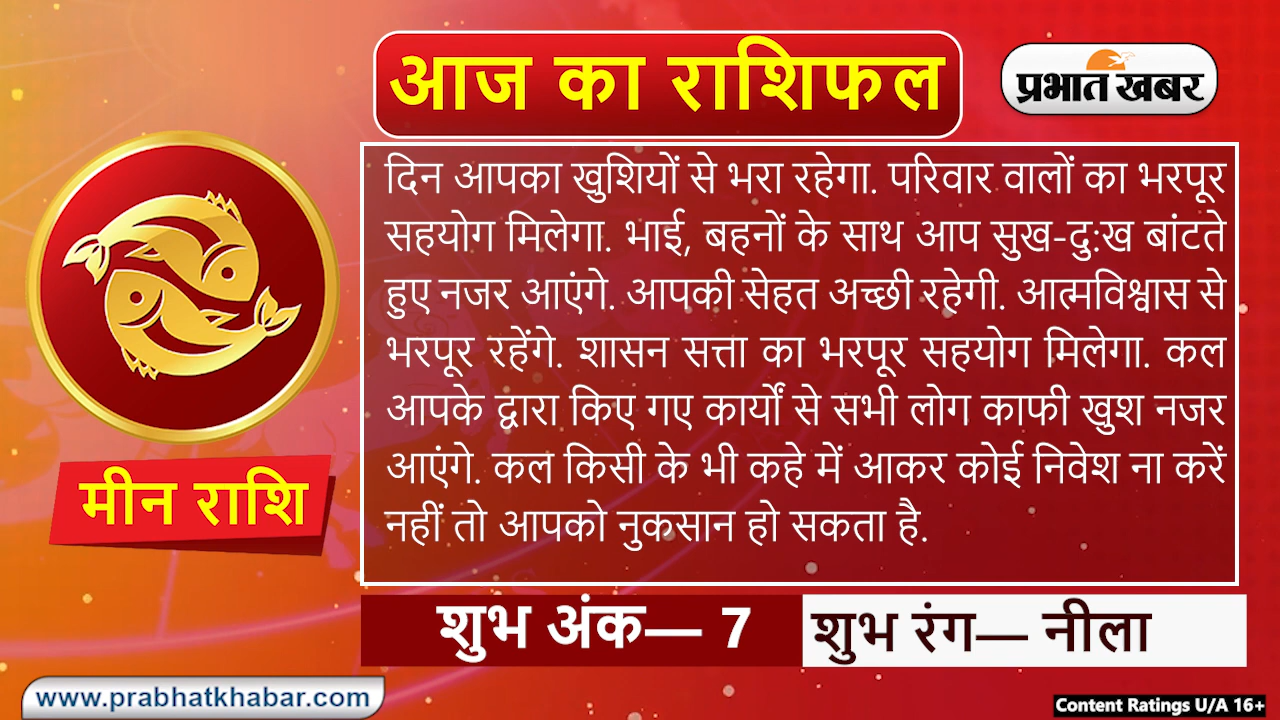 आज का राशिफल
प्रभात खबर
दिन आपका खुशियों से भरा रहेगा. परिवार वालों का भरपूर
सहयोग मिलेगा. भाई, बहनों के साथ आप सुख-दु:ख बांटते
हुए नजर आएंगे. आपकी सेहत अच्छी रहेगी. आत्मविश्वास से
भरपूर रहेंगे. शासन सत्ता का भरपूर सहयोग मिलेगा. कल
आपके द्वारा किए गए कार्यों से सभी लोग काफी खुश नजर
आएंगे. कल किसी के भी कहे में आकर कोई निवेश ना करें
नहीं तो आपको नुकसान हो सकता है.
मीन राशि
शुभ अंक— 7
शुभ रंग— नीला
www.prabhatkhabar.com
Content Ratings U/A 16+